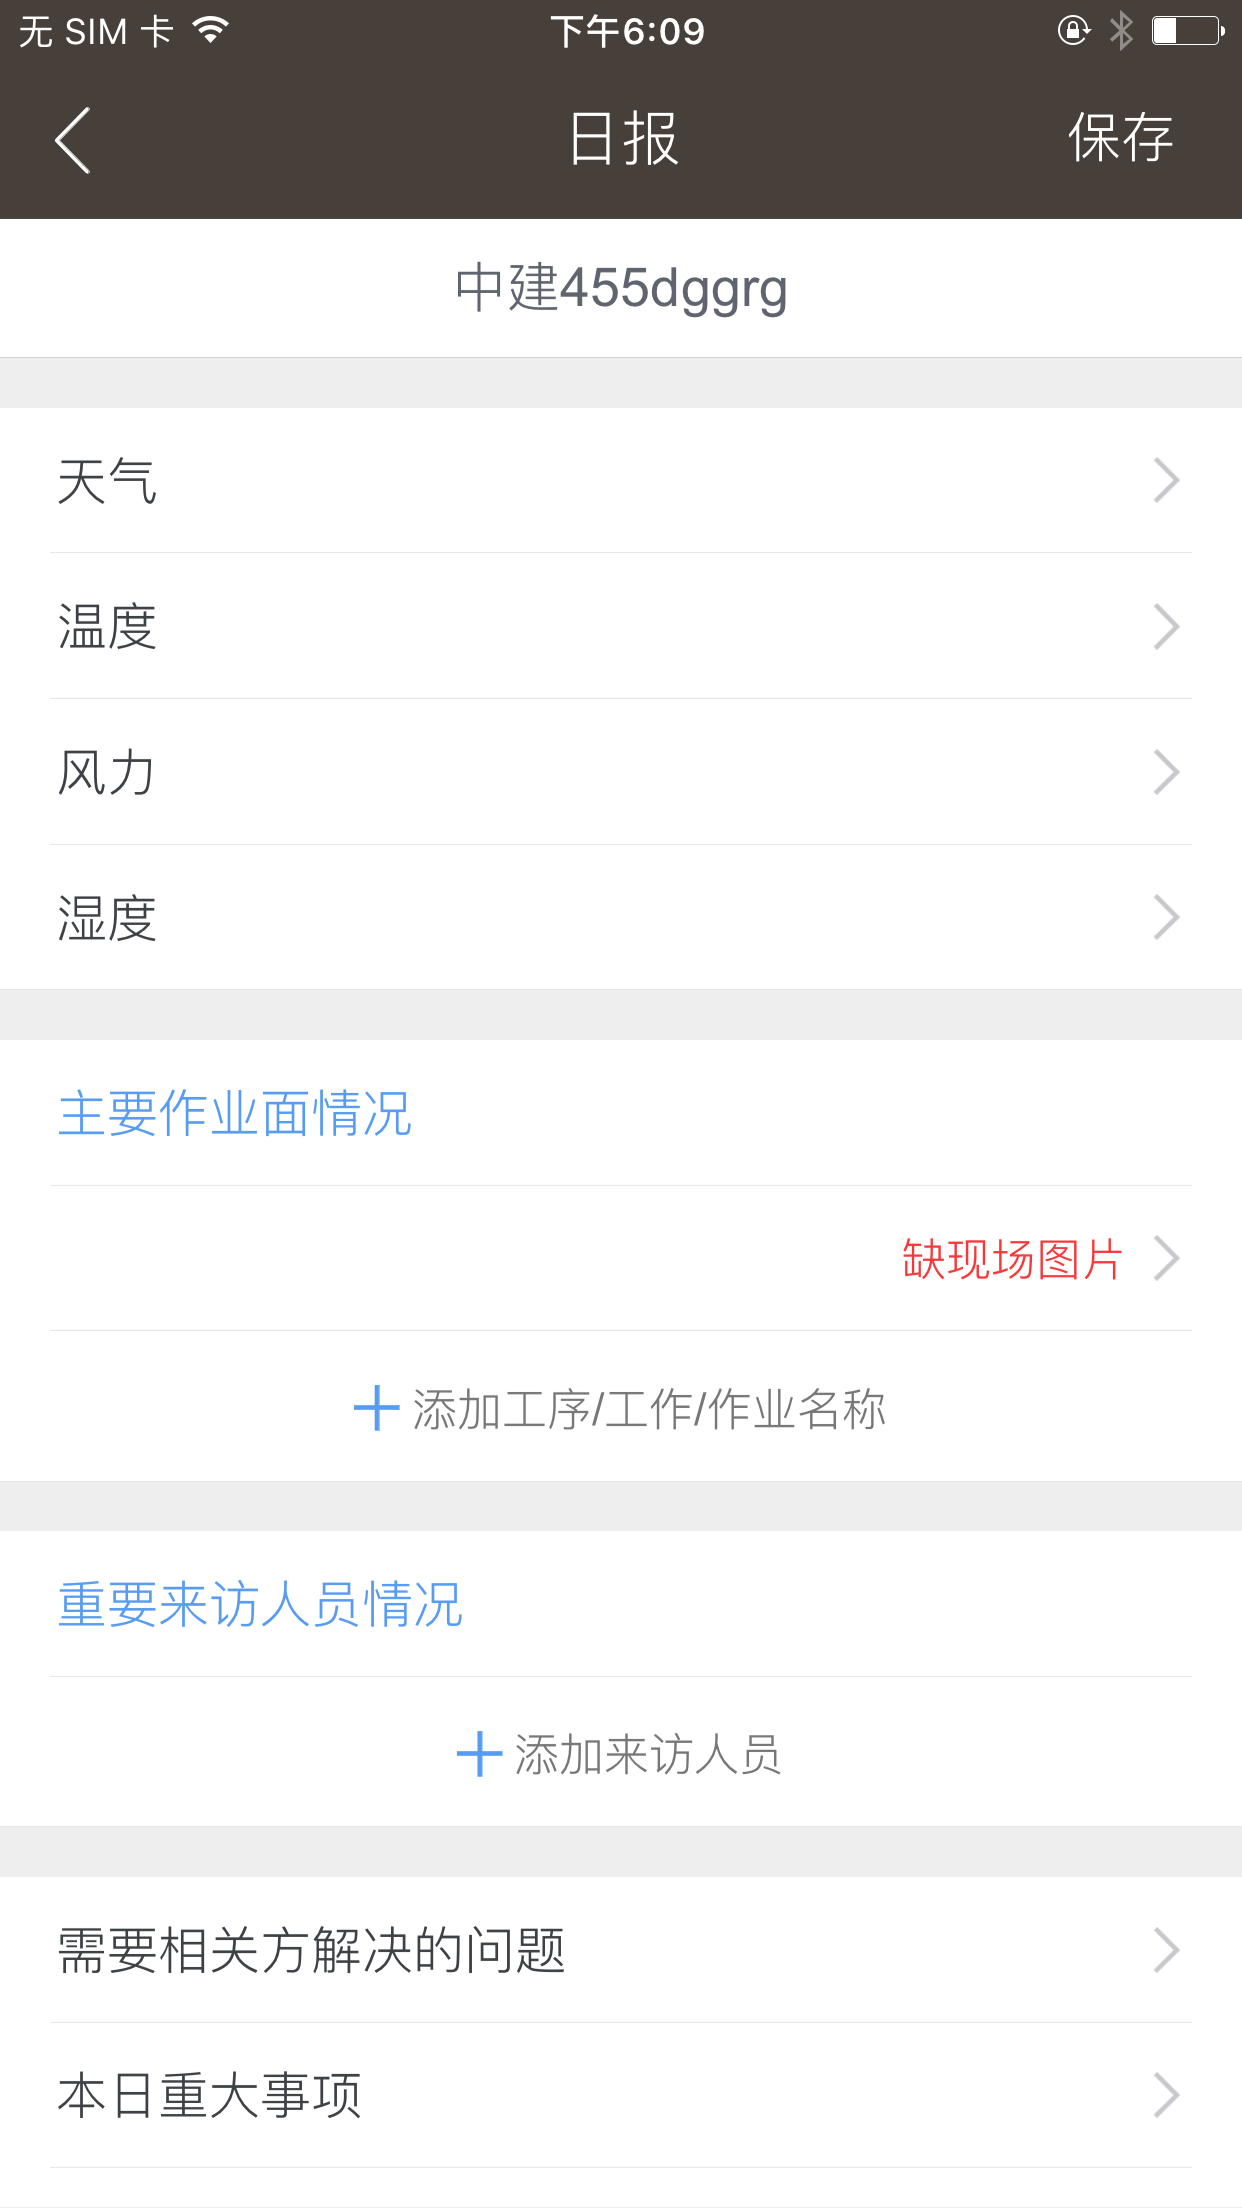 无 SIM 卡
下午6:09
日报
保存
中建455dggrg
天气
温度
风力
湿度
主要作业面情况
缺现场图片
添加工序/工作/作业名称
重要来访人员情况
添加来访人员
需要相关方解决的问题
本日重大事项